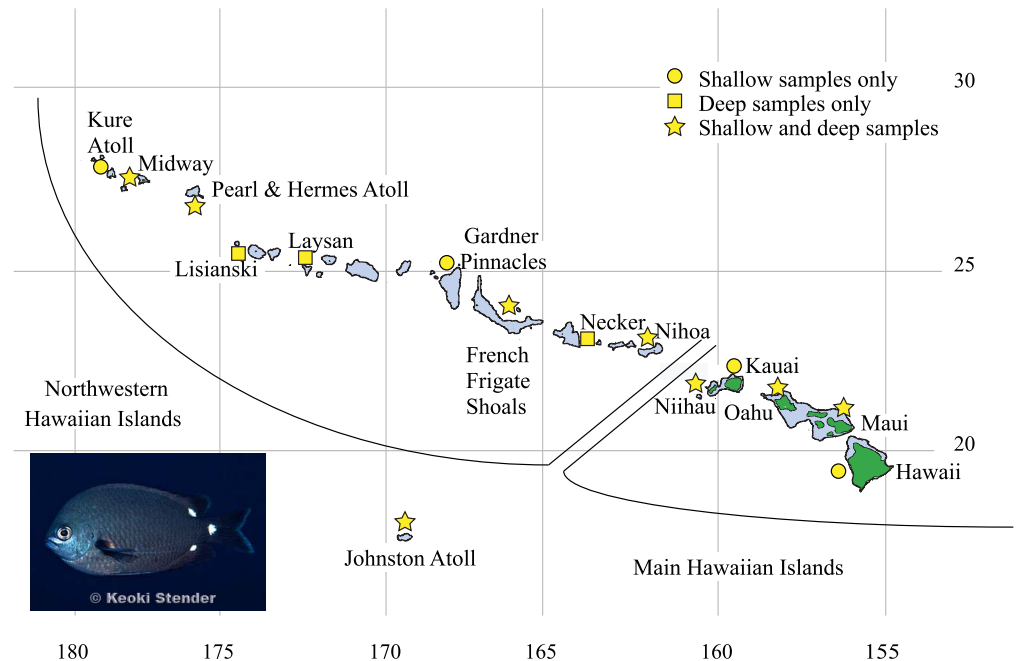 Shallow samples only
Deep samples only
Shallow and deep samples
30
Kure
Atoll
Midway
Pearl & Hermes Atoll
Lisianski
Laysan
Gardner
Pinnacles
25
French
Frigate
Shoals
Necker
Nihoa
Northwestern
Hawaiian Islands
Niihau
Kauai
Oahu
Maui
20
Hawaii
Johnston Atoll
Main Hawaiian Islands
© Keoki Stender
180
175
170
165
160
155